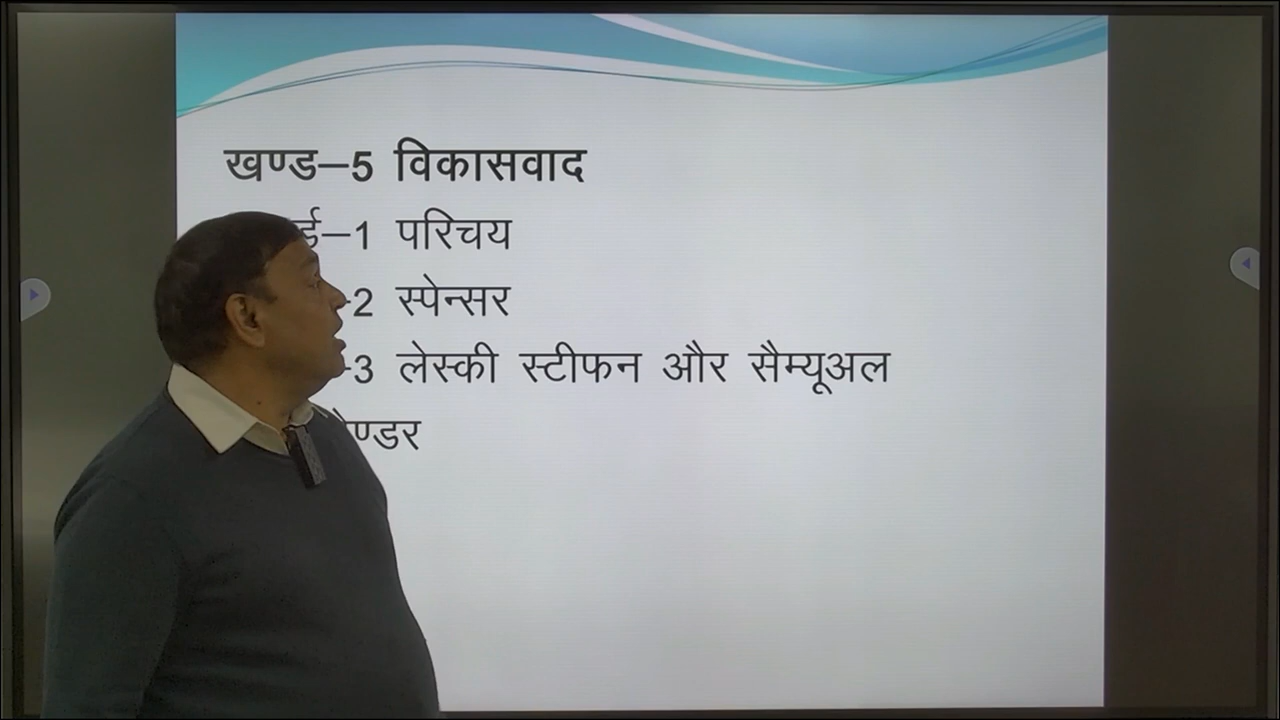 खण्ड–5 विकासवाद
–1 परिचय
–2 स्पेन्सर
–3 लेस्की स्टीफन और सैम्यूअल